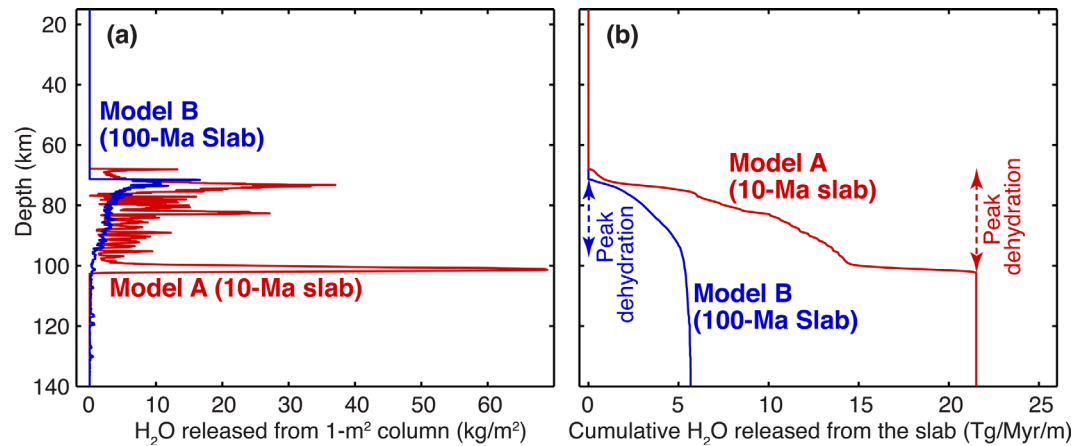 (a)
(b)
20
40
60
80
100
120
140
Depth (km)
Model B
(100-Ma Slab)
Model A (10-Ma slab)
0
10
20
30
40
50
60
H₂O released from 1-m² column (kg/m²)
Model A
(10-Ma slab)
Peak
dehydration
Peak
dehydration
Model B
(100-Ma Slab)
0
5
10
15
20
25
Cumulative H₂O released from the slab (Tg/Myr/m)